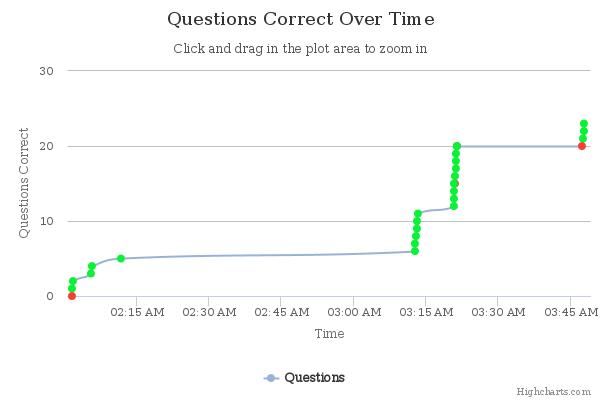 Questions Correct Over Time
Click and drag in the plot area to zoom in
Questions Correct
30
20
10
0
02:15 AM 02:30 AM 02:45 AM 03:00 AM 03:15 AM 03:30 AM 03:45 AM
Time
Questions
Highcharts.com